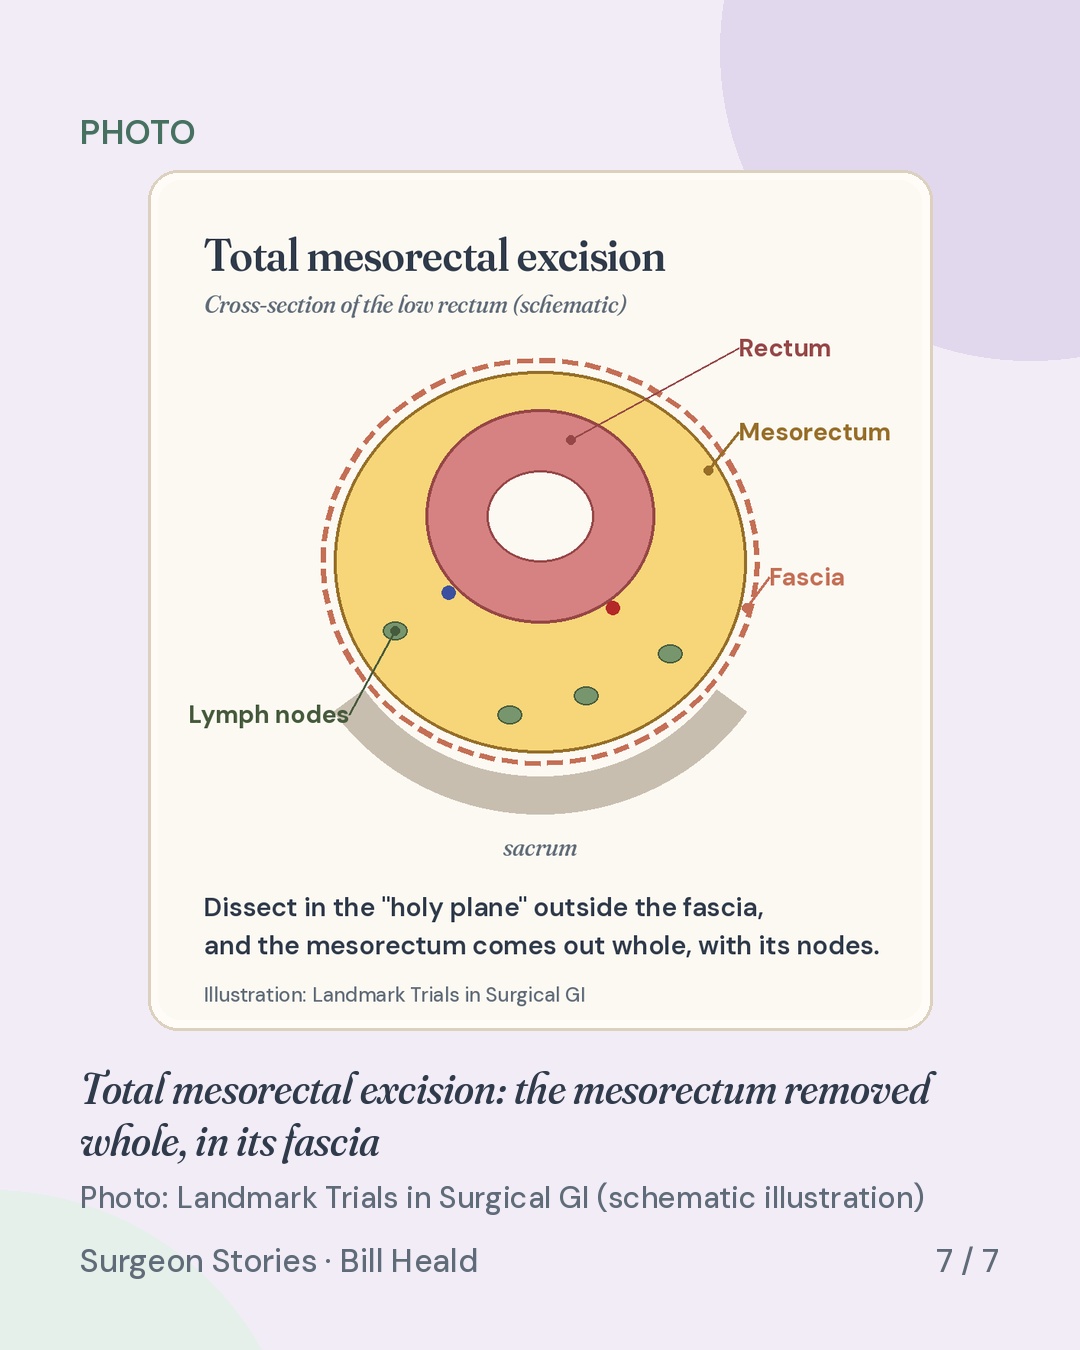 PHOTO
Total mesorectal excision
Cross-section of the low rectum (schematic)
Rectum
Mesorectum
Fascia
Lymph nodes
sacrum
Dissect in the "holy plane" outside the fascia,
and the mesorectum comes out whole, with its nodes.
Illustration: Landmark Trials in Surgical GI
Total mesorectal excision: the mesorectum removed
whole, in its fascia
Photo: Landmark Trials in Surgical GI (schematic illustration)
Surgeon Stories · Bill Heald
7 / 7